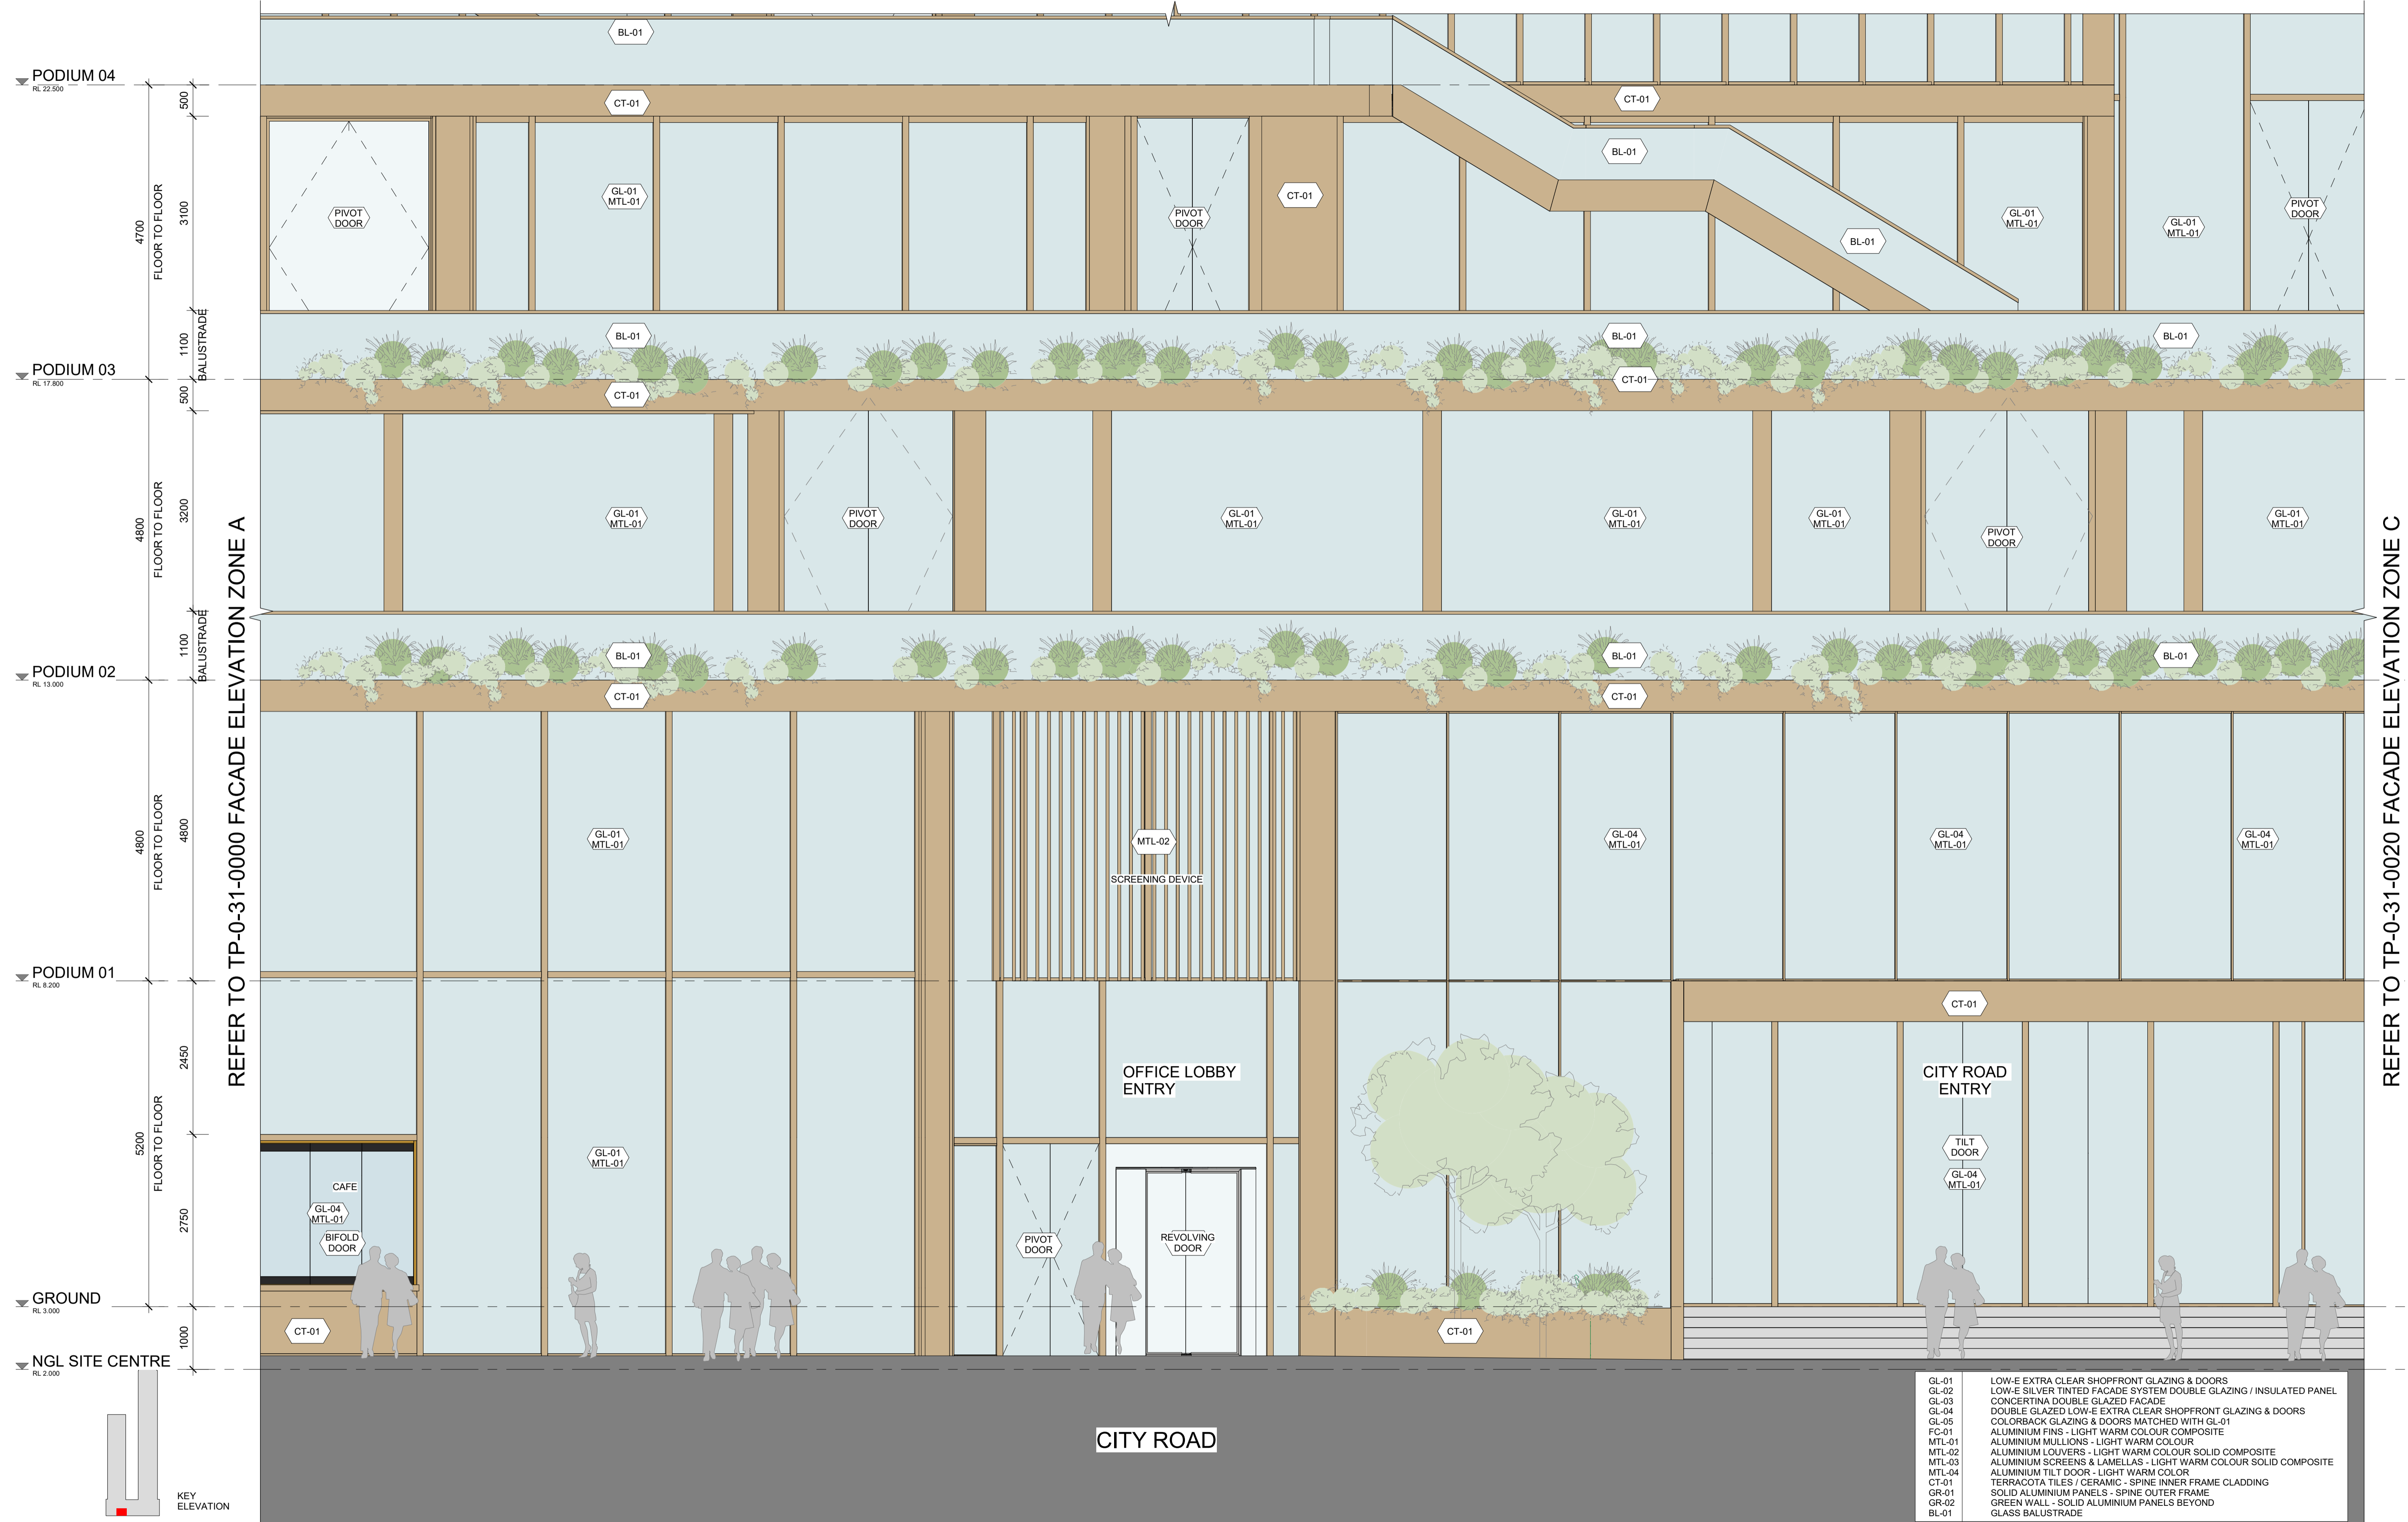 BL-01
PODIUM 04
RL 22.500
500
CT-01
CT-01
BL-01
GL-01
MTL-01
CT-01
PIVOT
DOOR
PIVOT
DOOR
GL-01
MTL-01
GL-01
MTL-01
PIVOT
DOOR
BL-01
4700
FLOOR TO FLOOR
3100
1100
BALUSTRADE
BL-01
BL-01
BL-01
PODIUM 03
RL 17.800
500
CT-01
CT-01
4800
FLOOR TO FLOOR
3200
GL-01
MTL-01
PIVOT
DOOR
GL-01
MTL-01
GL-01
MTL-01
GL-01
MTL-01
PIVOT
DOOR
GL-01
MTL-01
1100
BALUSTRADE
BL-01
BL-01
BL-01
PODIUM 02
RL 13.000
CT-01
CT-01
REFER TO TP-0-31-0000 FACADE ELEVATION ZONE A
REFER TO TP-0-31-0020 FACADE ELEVATION ZONE C
4800
FLOOR TO FLOOR
4800
GL-01
MTL-01
MTL-02
SCREENING DEVICE
GL-04
MTL-01
GL-04
MTL-01
GL-04
MTL-01
PODIUM 01
RL 8.200
CT-01
2450
OFFICE LOBBY
ENTRY
CITY ROAD
ENTRY
5200
FLOOR TO FLOOR
GL-01
MTL-01
TILT
DOOR
GL-04
MTL-01
CAFE
GL-04
MTL-01
BIFOLD
DOOR
2750
PIVOT
DOOR
REVOLVING
DOOR
GROUND
RL 3.000
1000
CT-01
CT-01
NGL SITE CENTRE
RL 2.000
CITY ROAD
KEY
ELEVATION
GL-01 LOW-E EXTRA CLEAR SHOPFRONT GLAZING & DOORS
GL-02 LOW-E SILVER TINTED FACADE SYSTEM DOUBLE GLAZING / INSULATED PANEL
GL-03 CONCERTINA DOUBLE GLAZED FACADE
GL-04 DOUBLE GLAZED LOW-E EXTRA CLEAR SHOPFRONT GLAZING & DOORS
GL-05 COLORBACK GLAZING & DOORS MATCHED WITH GL-01
FC-01 ALUMINIUM FINS - LIGHT WARM COLOUR COMPOSITE
MTL-01 ALUMINIUM MULLIONS - LIGHT WARM COLOUR
MTL-02 ALUMINIUM LOUVERS - LIGHT WARM COLOUR SOLID COMPOSITE
MTL-03 ALUMINIUM SCREENS & LAMELLAS - LIGHT WARM COLOUR SOLID COMPOSITE
MTL-04 ALUMINIUM TILT DOOR - LIGHT WARM COLOR
CT-01 TERRACOTA TILES / CERAMIC - SPINE INNER FRAME CLADDING
GR-01 SOLID ALUMINIUM PANELS - SPINE OUTER FRAME
GR-02 GREEN WALL - SOLID ALUMINIUM PANELS BEYOND
BL-01 GLASS BALUSTRADE